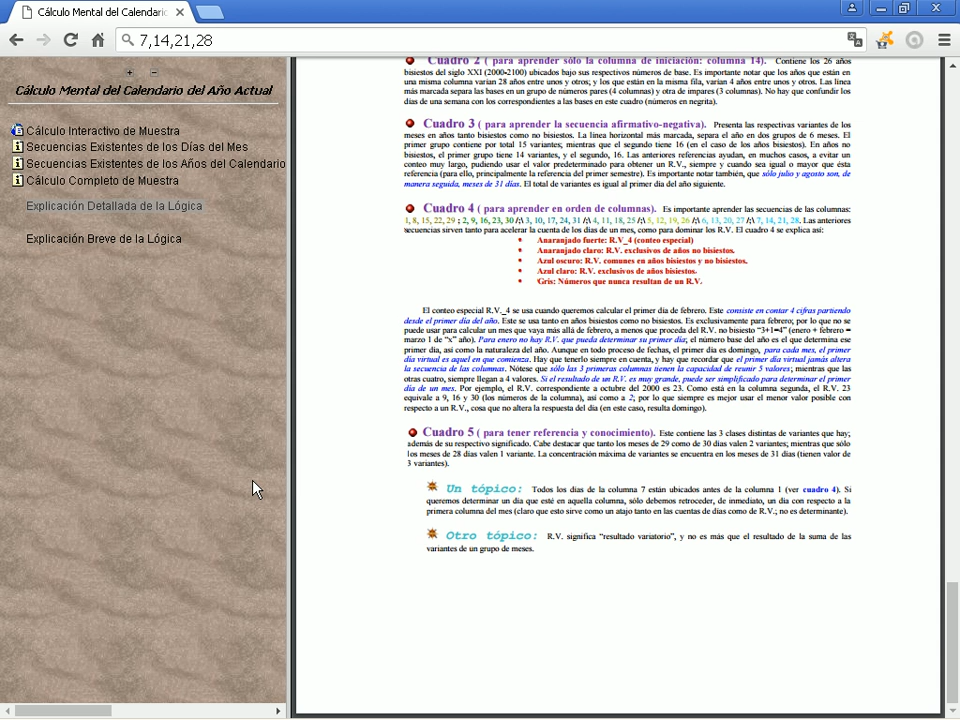 Cálculo Mental del Calendario
7,14,21,28
+ –
Cálculo Mental del Calendario del Año Actual
Cálculo Interactivo de Muestra
Secuencias Existentes de los Días del Mes
Secuencias Existentes de los Años del Calendario
Cálculo Completo de Muestra
Explicación Detallada de la Lógica
Explicación Breve de la Lógica
Cuadro 2 ( para aprender sólo la columna de iniciación: columna 14). Contiene los 26 años
bisiestos del siglo XXI (2000÷2100) ubicados bajo sus respectivos números de base. Es importante notar que los años que están en
una misma columna varían 28 años entre unos y otros; y los que están en la misma fila, varían 4 años entre unos y otros. Las línea
más marcada separa las bases en un grupo de números pares (4 columnas) y otra de impares (3 columnas). No hay que confundir los
días de una semana con los correspondientes a las bases en este cuadro (números en negrita).
Cuadro 3 ( para aprender la secuencia afirmativo-negativa). Presenta las respectivas variantes de los
meses en años tanto bisiestos como no bisiestos. La línea horizontal más marcada, separa el año en dos grupos de 6 meses. El
primer grupo contiene por total 15 variantes; mientras que el segundo tiene 16 (en el caso de los años bisiestos). En años no
bisiestos, el primer grupo tiene 14 variantes, y el segundo, 16. Las anteriores referencias ayudan, en muchos casos, a evitar un
conteo muy largo, pudiendo usar el valor predeterminado para obtener un R.V., siempre y cuando sea igual o mayor que ésta
referencia (para ello, principalmente la referencia del primer semestre). Es importante notar también, que sólo julio y agosto son, de
manera seguida, meses de 31 días. El total de variantes es igual al primer día del año siguiente.
Cuadro 4 ( para aprender en orden de columnas). Es importante aprender las secuencias de las columnas:
1, 8, 15, 22, 29 ; 2, 9, 16, 23, 30 /;\ 3, 10, 17, 24, 31 /;\ 4, 11, 18, 25 /;\ 5, 12, 19, 26 /;\ 6, 13, 20, 27 /;\ 7, 14, 21, 28. Las anteriores
secuencias sirven tanto para acelerar la cuenta de los días de un mes, como para dominar los R.V. El cuadro 4 se explica así:
Anaranjado fuerte: R.V_4 (conteo especial)
Anaranjado claro: R.V. exclusivos de años no bisiestos.
Azul oscuro: R.V. comunes en años bisiestos y no bisiestos.
Azul claro: R.V. exclusivos de años bisiestos.
Gris: Números que nunca resultan de un R.V.
El conteo especial R.V._4 se usa cuando queremos calcular el primer día de febrero. Este consiste en contar 4 cifras partiendo
desde el primer día del año. Este se usa tanto en años bisiestos como no bisiestos. Es exclusivamente para febrero; por lo que no se
puede usar para calcular un mes que vaya más allá de febrero, a menos que proceda del R.V. no bisiesto "3+1=4" (enero + febrero =
marzo 1 de "x" año). Para enero no hay R.V. que pueda determinar su primer día; el número base del año es el que determina ese
primer día, así como la naturaleza del año. Aunque en todo proceso de fechas, el primer día es domingo, para cada mes, el primer
día virtual es aquel en que comienza. Hay que tenerlo siempre en cuenta, y hay que recordar que el primer día virtual jamás altera
la secuencia de las columnas. Nótese que sólo las 3 primeras columnas tienen la capacidad de reunir 5 valores; mientras que las
otras cuatro, siempre llegan a 4 valores. Si el resultado de un R.V. es muy grande, puede ser simplificado para determinar el primer
día de un mes. Por ejemplo, el R.V. correspondiente a octubre del 2000 es 23. Como está en la columna segunda, el R.V. 23
equivale a 9, 16 y 30 (los números de la columna), así como a 2; por lo que siempre es mejor usar el menor valor posible con
respecto a un R.V., cosa que no altera la respuesta del día (en este caso, resulta domingo).
Cuadro 5 ( para tener referencia y conocimiento). Este contiene las 3 clases distintas de variantes que hay;
además de su respectivo significado. Cabe destacar que tanto los meses de 29 como de 30 días valen 2 variantes; mientras que sólo
los meses de 28 días valen 1 variante. La concentración máxima de variantes se encuentra en los meses de 31 días (tienen valor de
3 variantes).
Un tópico: Todos los días de la columna 7 están ubicados antes de la columna 1 (ver cuadro 4). Si
queremos determinar un día que esté en aquella columna, sólo debemos retroceder, de inmediato, un día con respecto a la
primera columna del mes (claro que esto sirve como un atajo tanto en las cuentas de días como de R.V.; no es determinante).
Otro tópico: R.V. significa "resultado variatorio", y no es más que el resultado de la suma de las
variantes de un grupo de meses.